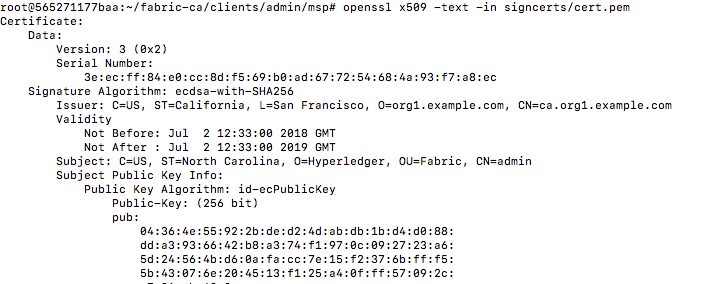 root@565271177baa:~/fabric-ca/clients/admin/msp# openssl x509 -text -in signcerts/cert.pem
Certificate:
Data:
Version: 3 (0x2)
Serial Number:
3e:ec:ff:84:e0:cc:8d:f5:69:b0:ad:67:72:54:68:4a:93:f7:a8:ec
Signature Algorithm: ecdsa-with-SHA256
Issuer: C=US, ST=California, L=San Francisco, O=org1.example.com, CN=ca.org1.example.com
Validity
Not Before: Jul  2 12:33:00 2018 GMT
Not After : Jul  2 12:33:00 2019 GMT
Subject: C=US, ST=North Carolina, O=Hyperledger, OU=Fabric, CN=admin
Subject Public Key Info:
Public Key Algorithm: id-ecPublicKey
Public-Key: (256 bit)
pub:
04:36:4e:55:92:2b:de:d2:4d:ab:db:1b:d4:d0:88:
dd:a3:93:66:42:b8:a3:74:f1:97:0c:09:27:23:a6:
5d:24:56:4b:d6:0a:fa:cc:7e:15:f2:37:6b:ff:f5:
5b:43:07:6e:20:45:13:f1:25:a4:0f:ff:57:09:2c: